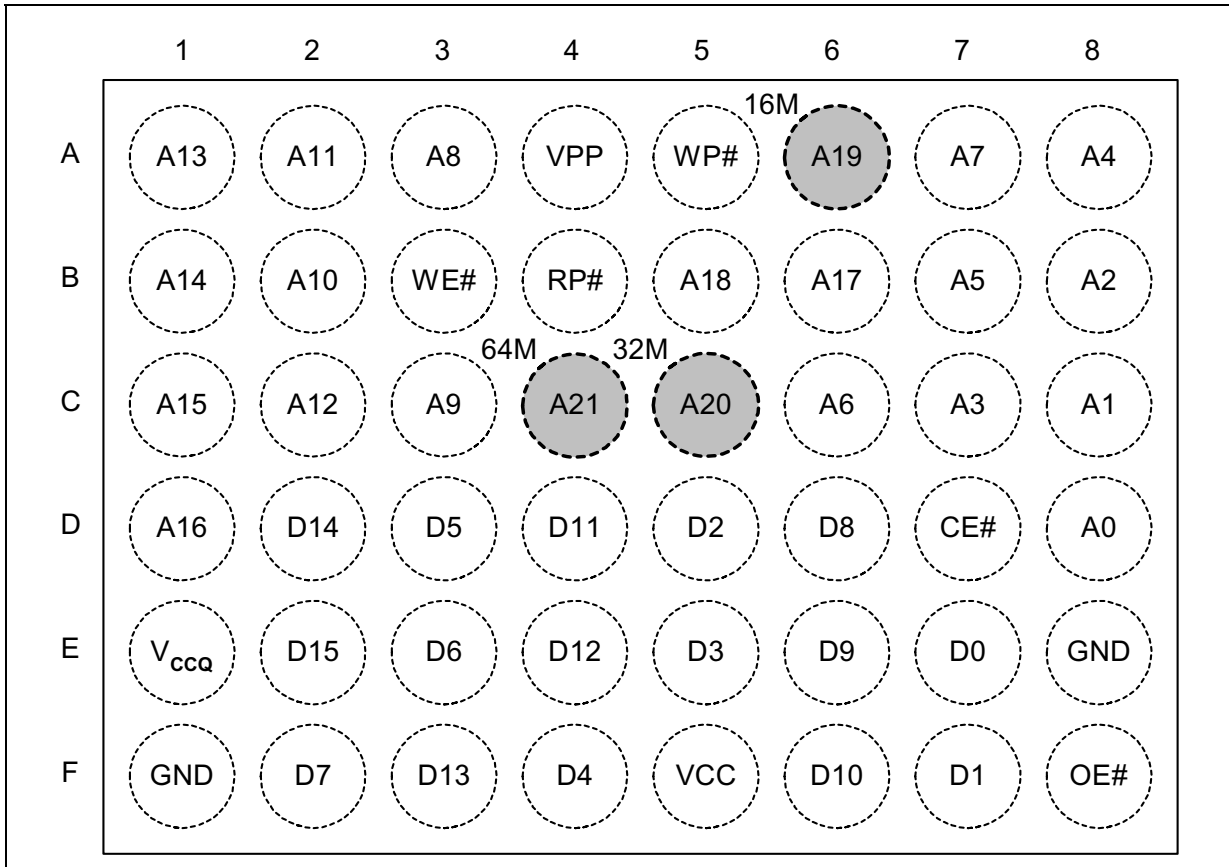 1 2 3 4 5 6 7 8
16M
A A13 A11 A8 VPP WP# A19 A7 A4
B A14 A10 WE# RP# A18 A17 A5 A2
64M 32M
C A15 A12 A9 A21 A20 A6 A3 A1
D A16 D14 D5 D11 D2 D8 CE# A0
E VCCQ D15 D6 D12 D3 D9 D0 GND
F GND D7 D13 D4 VCC D10 D1 OE#